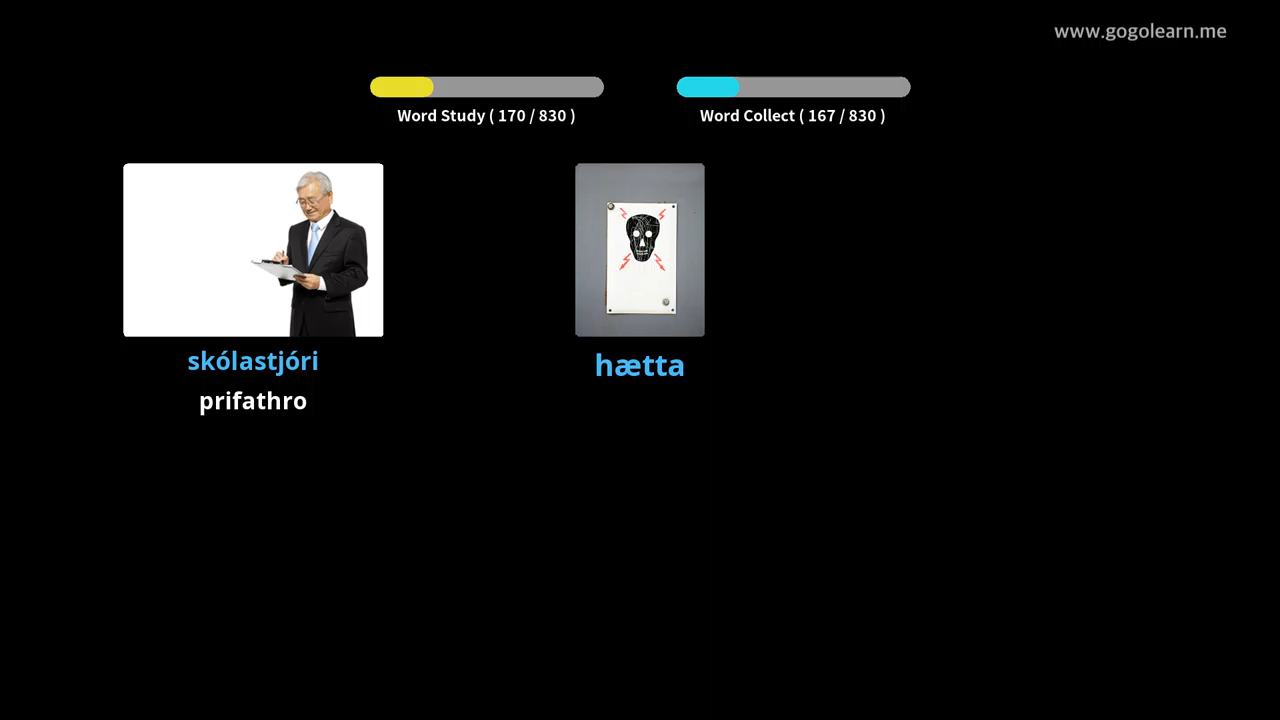 www.gogolearn.me
Word Study ( 170 / 830 )
Word Collect ( 167 / 830 )
skólastjóri
prifathro
hætta